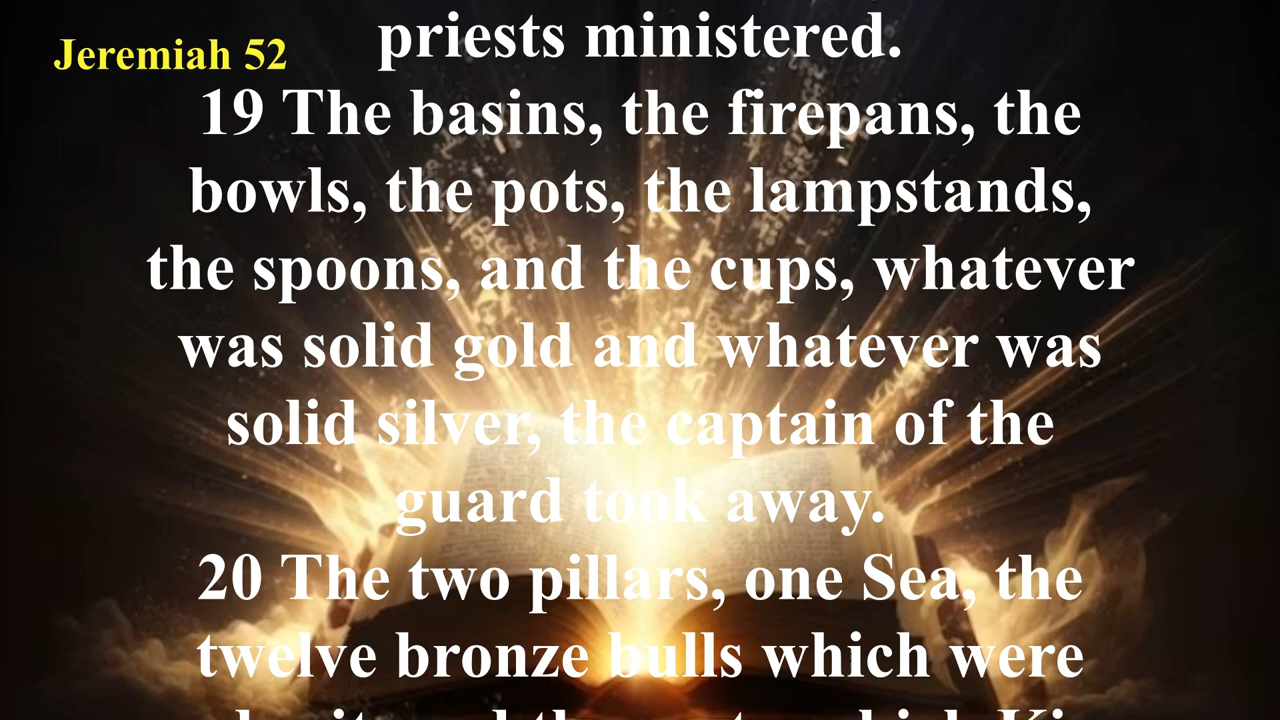 Jeremiah 52
priests ministered.
19 The basins, the firepans, the
bowls, the pots, the lampstands,
the spoons, and the cups, whatever
was solid gold and whatever was
solid silver, the captain of the
guard took away.
20 The two pillars, one Sea, the
twelve bronze bulls which were